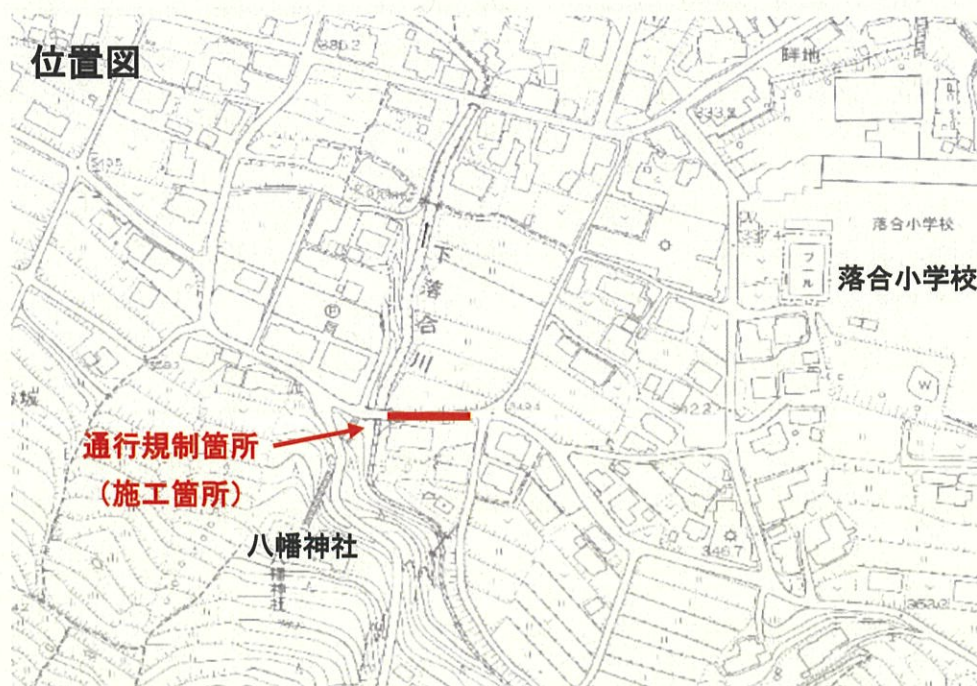 位置図
畔地
落合小学校
プール
落合小学校
下落合川
通行規制箇所
（施工箇所）
八幡神社
八幡神社
W
346.7